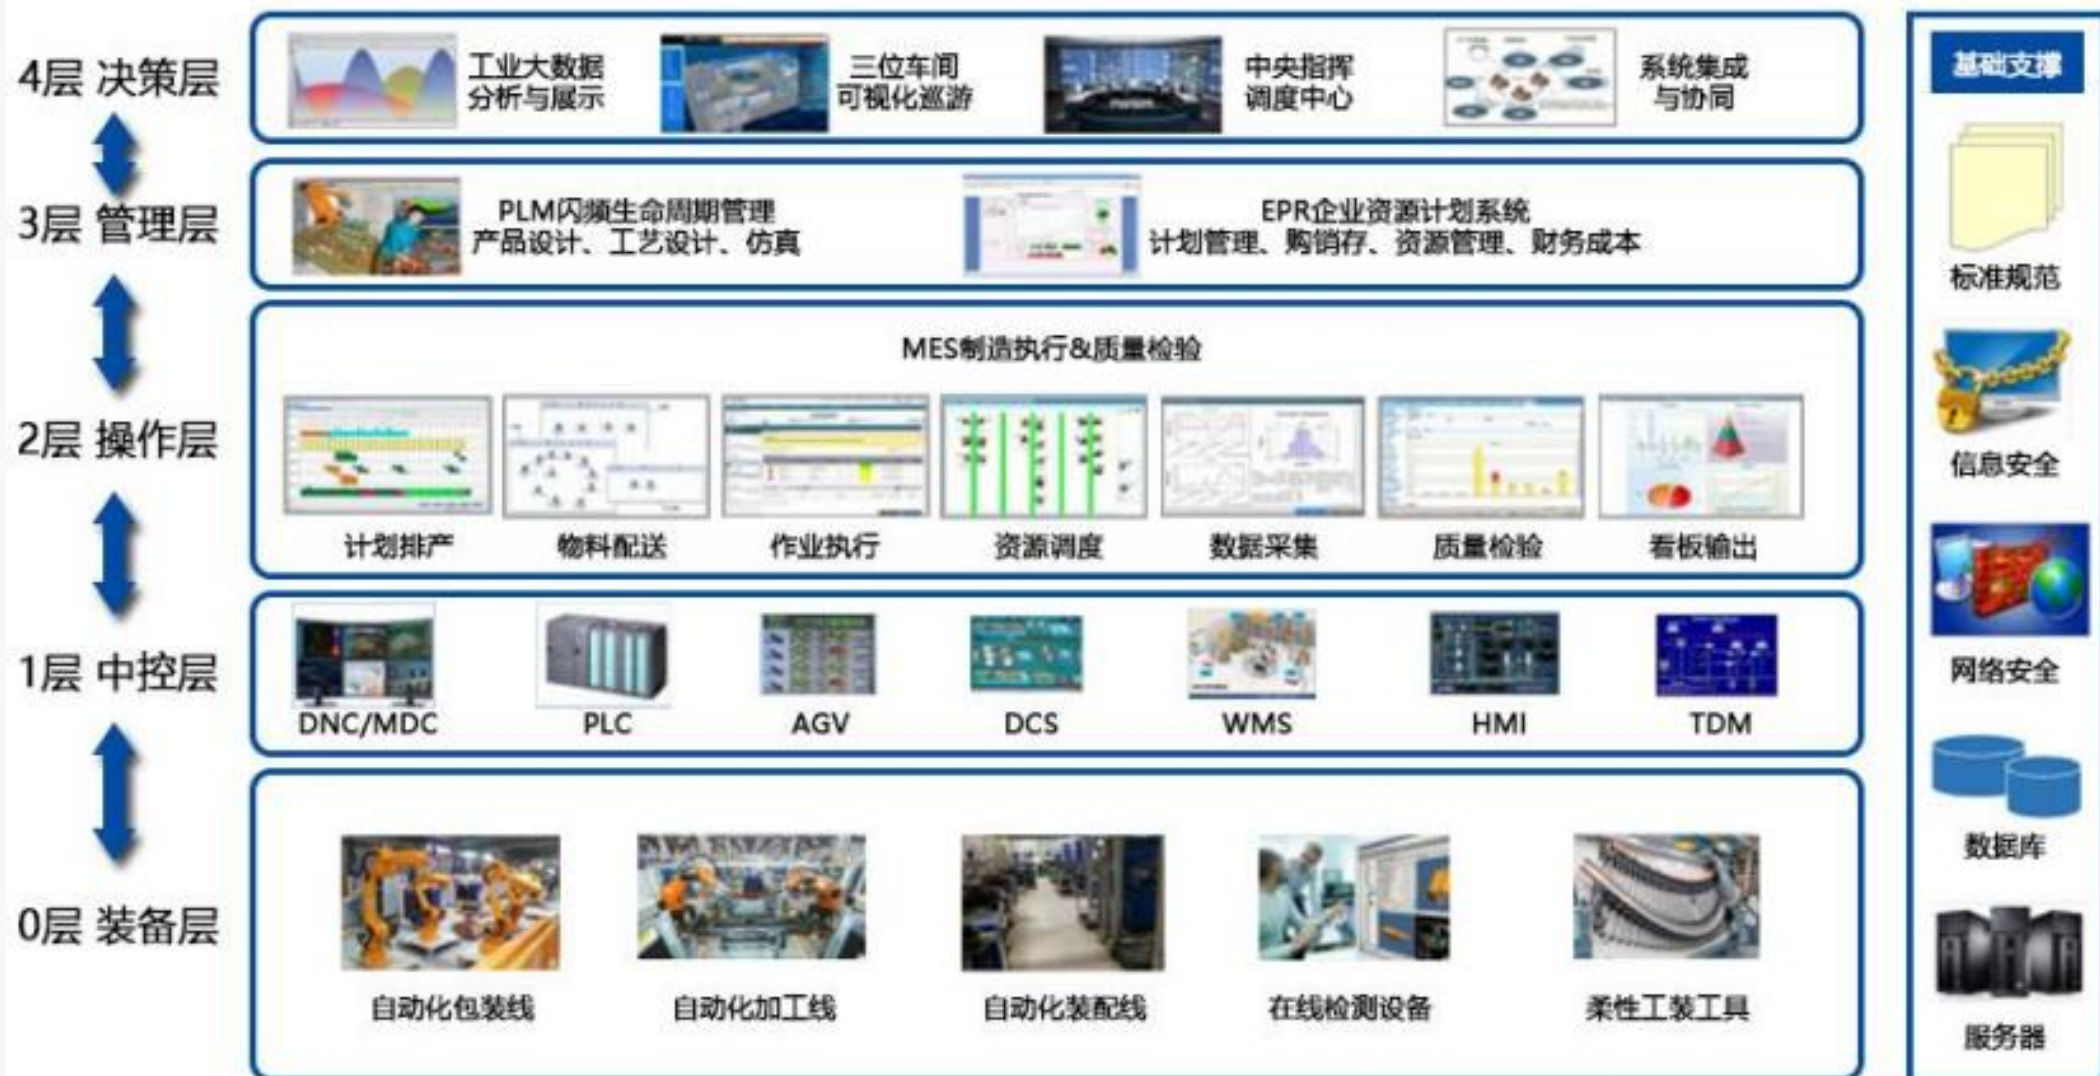 4层 决策层
工业大数据
分析与展示
三位车间
可视化巡游
中央指挥
调度中心
系统集成
与协同
3层 管理层
PLM闪频生命周期管理
产品设计、工艺设计、仿真
EPR企业资源计划系统
计划管理、购销存、资源管理、财务成本
2层 操作层
MES制造执行&质量检验
计划排产
物料配送
作业执行
资源调度
数据采集
质量检验
看板输出
1层 中控层
DNC/MDC
PLC
AGV
DCS
WMS
HMI
TDM
0层 装备层
自动化包装线
自动化加工线
自动化装配线
在线检测设备
柔性工装工具
基础支撑
标准规范
信息安全
网络安全
数据库
服务器